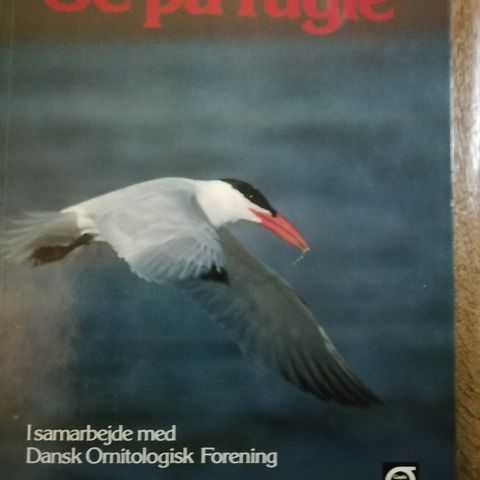 Se på fugle
I samarbejde med
Dansk Ornitologisk Forening